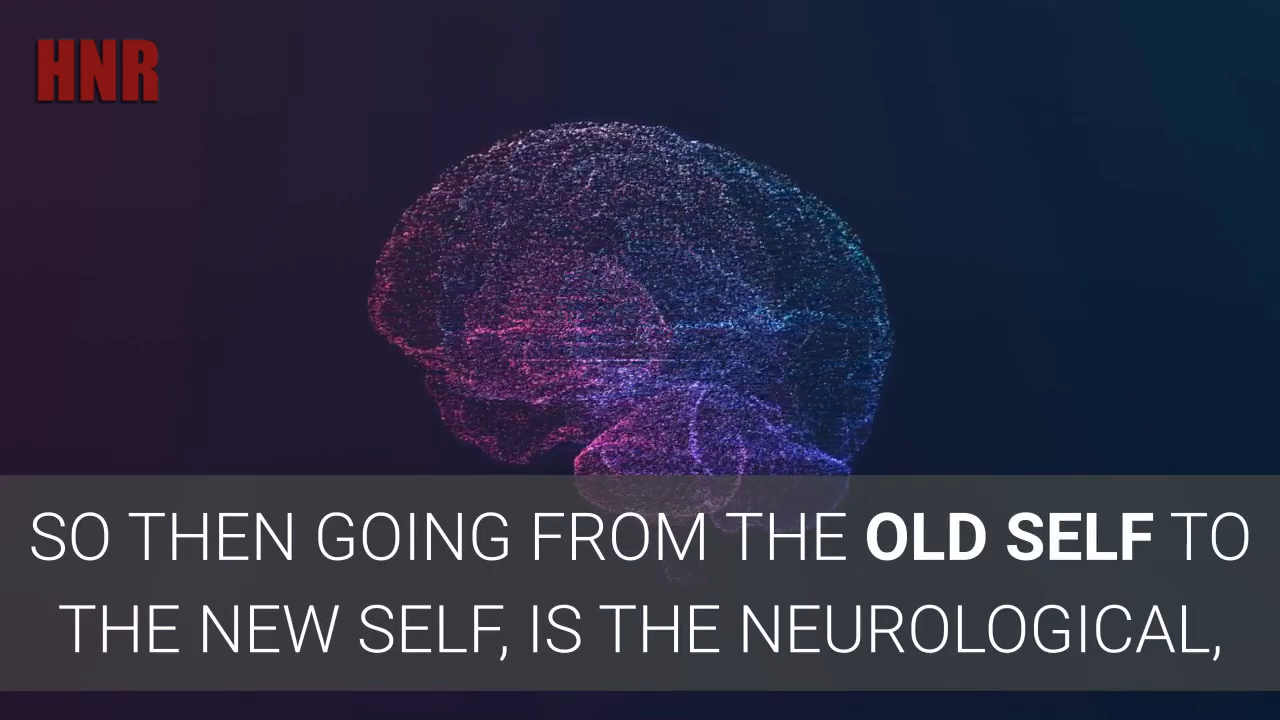 HNR
SO THEN GOING FROM THE OLD SELF TO
THE NEW SELF, IS THE NEUROLOGICAL,